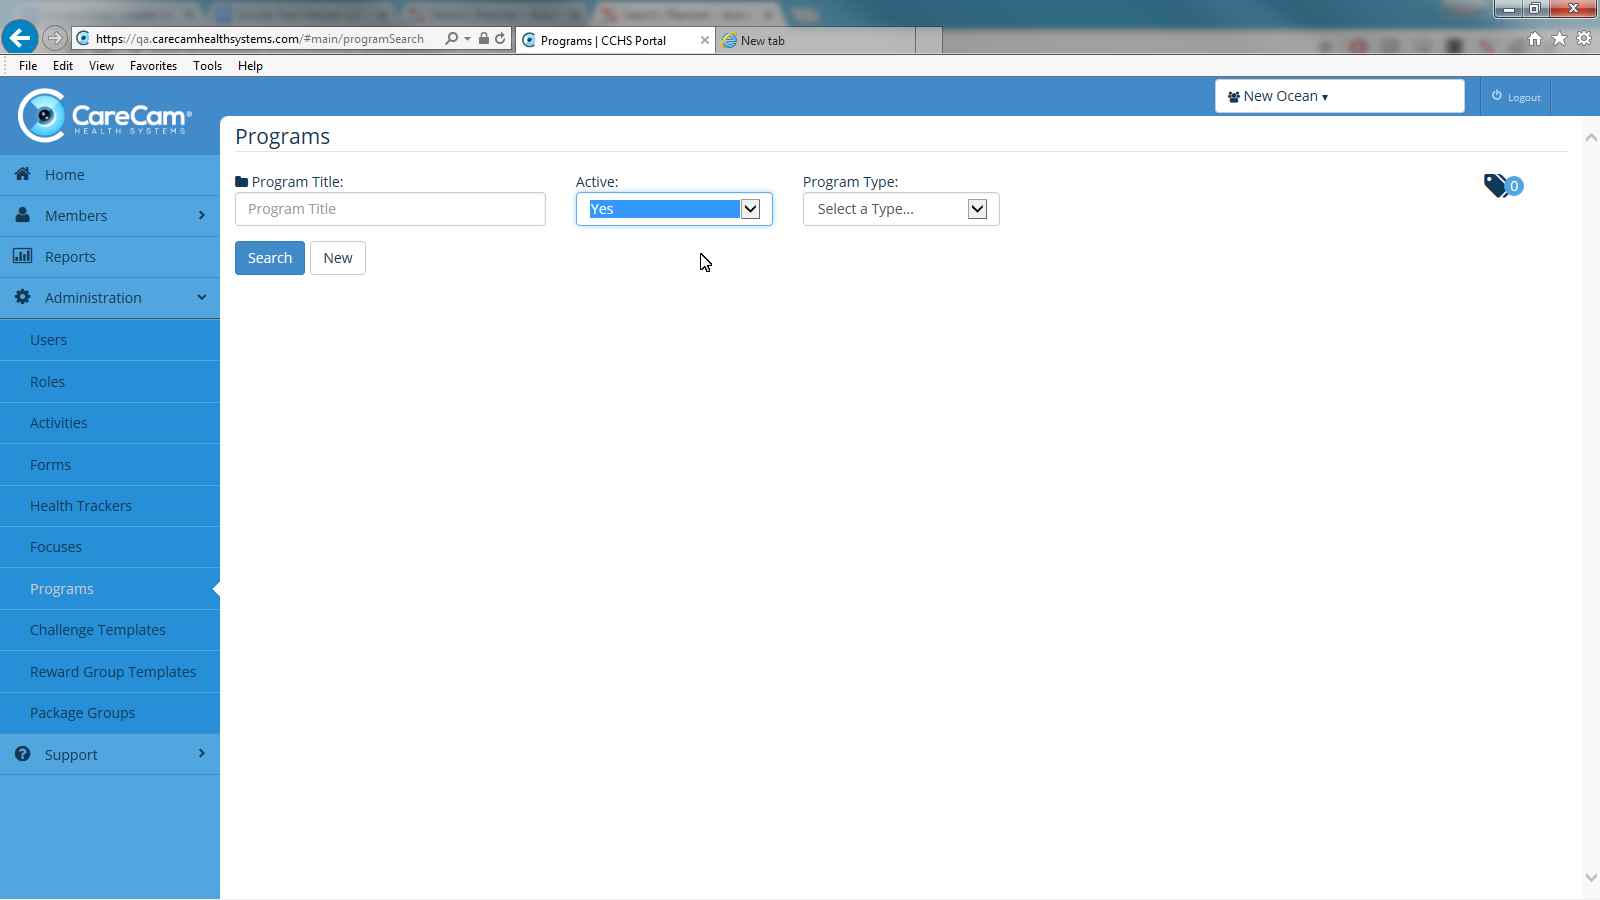 https://qa.carecamhealthsystems.com/#main/programSearch
Programs | CCHS Portal
New tab
File Edit View Favorites Tools Help
CareCam®
HEALTH SYSTEMS
New Ocean
Logout
Programs
Home
Members
Reports
Administration
Users
Roles
Activities
Forms
Health Trackers
Focuses
Programs
Challenge Templates
Reward Group Templates
Package Groups
Support
Program Title:
Program Title
Active:
Yes
Program Type:
Select a Type...
0
Search
New